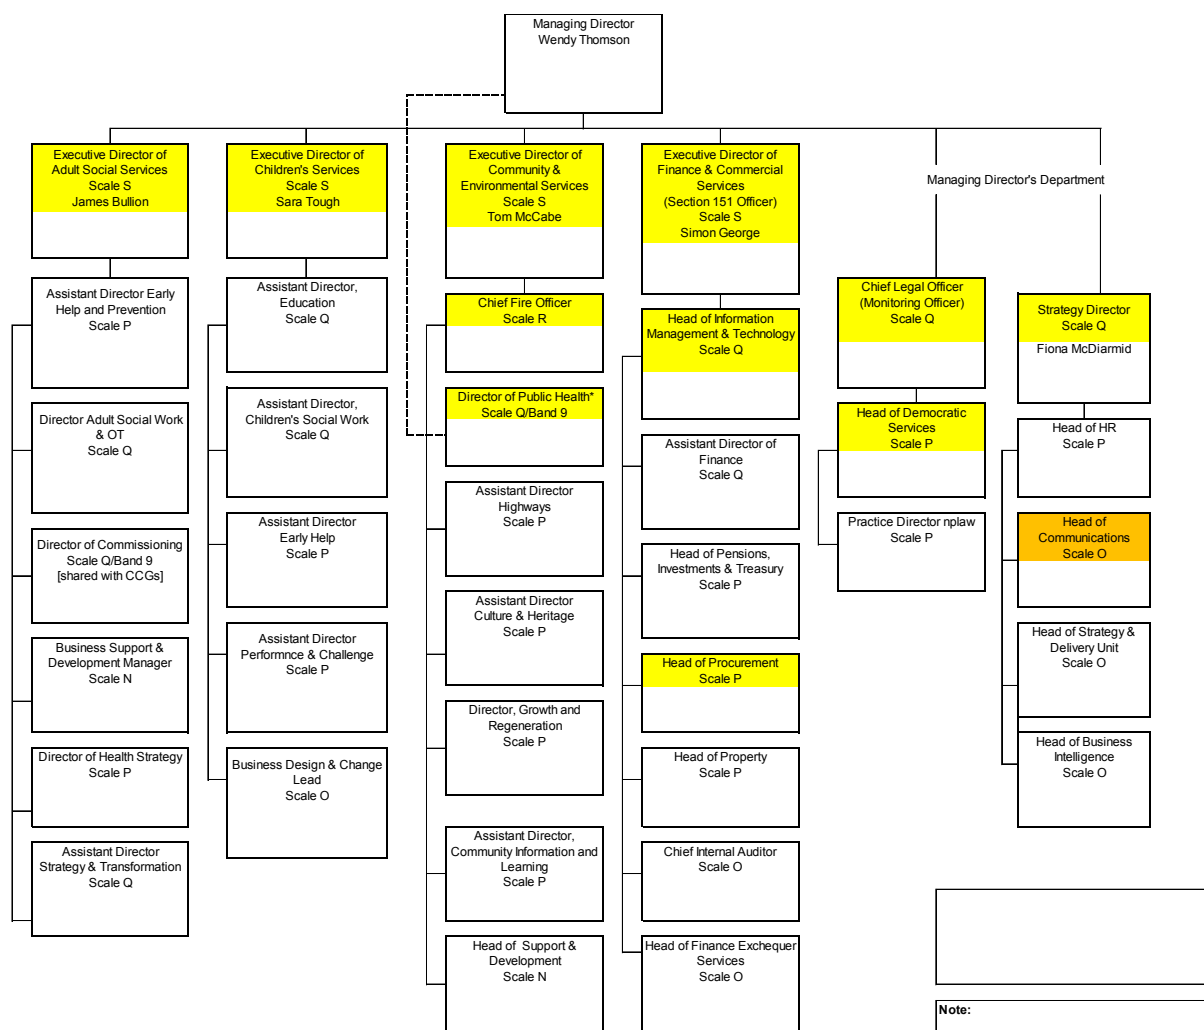 Managing Director
Wendy Thomson
Executive Director of
Adult Social Services
Scale S
James Bullion
Executive Director of
Children's Services
Scale S
Sara Tough
Executive Director of
Community &
Environmental Services
Scale S
Tom McCabe
Executive Director of
Finance & Commercial
Services
(Section 151 Officer)
Scale S
Simon George
Managing Director's Department
Assistant Director Early
Help and Prevention
Scale P
Director Adult Social Work
& OT
Scale Q
Director of Commissioning
Scale Q/Band 9
[shared with CCGs]
Business Support &
Development Manager
Scale N
Director of Health Strategy
Scale P
Assistant Director
Strategy & Transformation
Scale Q
Assistant Director,
Education
Scale Q
Assistant Director,
Children's Social Work
Scale Q
Assistant Director
Early Help
Scale P
Assistant Director
Performnce & Challenge
Scale P
Business Design & Change
Lead
Scale O
Chief Fire Officer
Scale R
Director of Public Health*
Scale Q/Band 9
Assistant Director
Highways
Scale P
Assistant Director
Culture & Heritage
Scale P
Director, Growth and
Regeneration
Scale P
Assistant Director,
Community Information and
Learning
Scale P
Head of Support &
Development
Scale N
Head of Information
Management & Technology
Scale Q
Assistant Director of
Finance
Scale Q
Head of Pensions,
Investments & Treasury
Scale P
Head of Procurement
Scale P
Head of Property
Scale P
Chief Internal Auditor
Scale O
Head of Finance Exchequer
Services
Scale O
Chief Legal Officer
(Monitoring Officer)
Scale Q
Head of Democratic
Services
Scale P
Practice Director nplaw
Scale P
Strategy Director
Scale Q
Fiona McDiarmid
Head of HR
Scale P
Head of
Communications
Scale O
Head of Strategy &
Delivery Unit
Scale O
Head of Business
Intelligence
Scale O
Note: